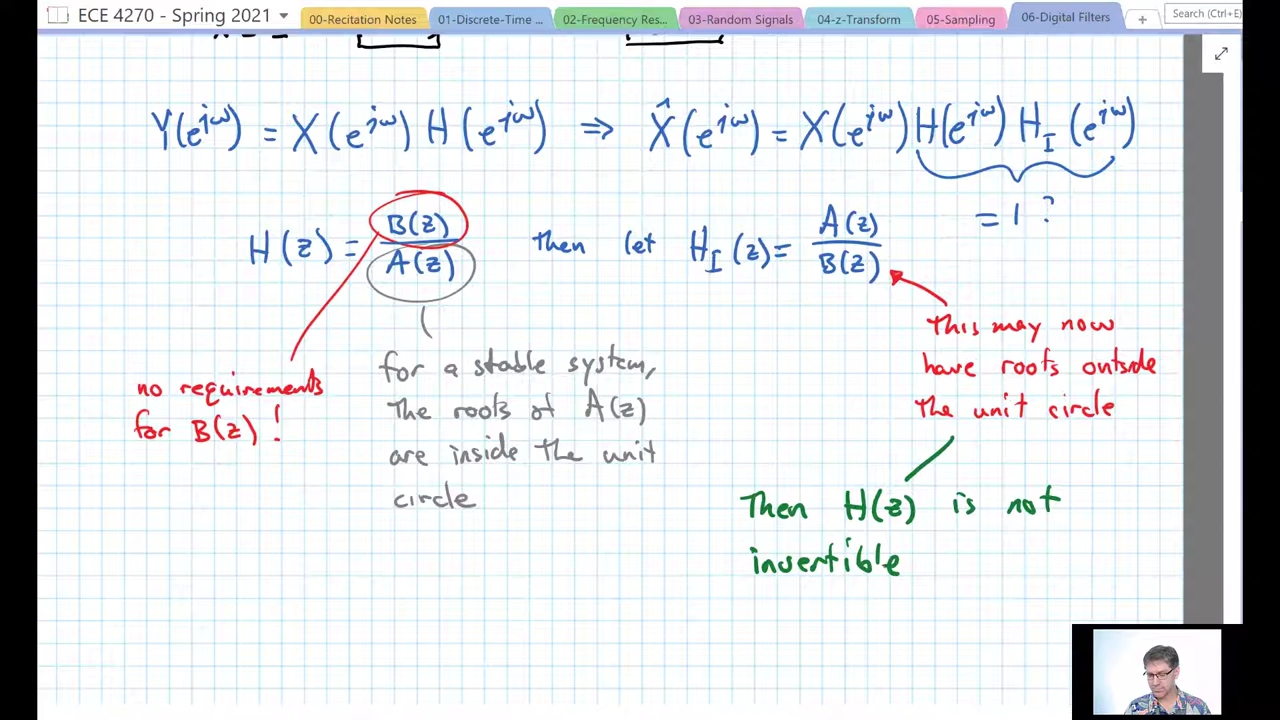 ECE 4270 - Spring 2021
00-Recitation Notes
01-Discrete-Time ...
02-Frequency Res...
03-Random Signals
04-z-Transform
05-Sampling
06-Digital Filters
Search (Ctrl+E)
Y(e^{jω}) = X(e^{jω}) H(e^{jω}) ⇒ X̂(e^{jω}) = X(e^{jω}) H(e^{jω}) H_I(e^{jω})
= 1 ?
H(z) = B(z)/A(z) then let H_I(z) = A(z)/B(z)
no requirements
for B(z) !
for a stable system,
the roots of A(z)
are inside the unit
circle
This may now
have roots outside
the unit circle
Then H(z) is not
invertible